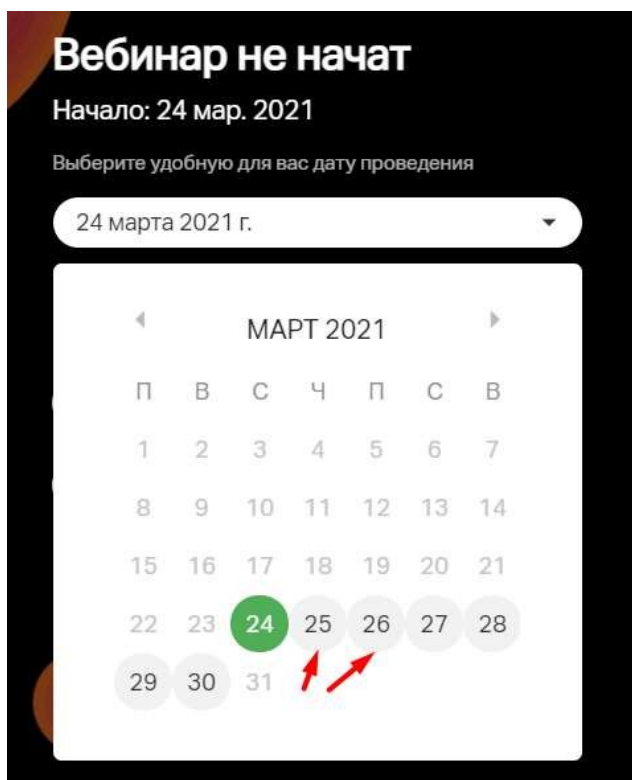 Вебинар не начат
Начало: 24 мар. 2021
Выберите удобную для вас дату проведения
24 марта 2021 г.
МАРТ 2021
П В С Ч П С В
1 2 3 4 5 6 7
8 9 10 11 12 13 14
15 16 17 18 19 20 21
22 23 24 25 26 27 28
29 30 31